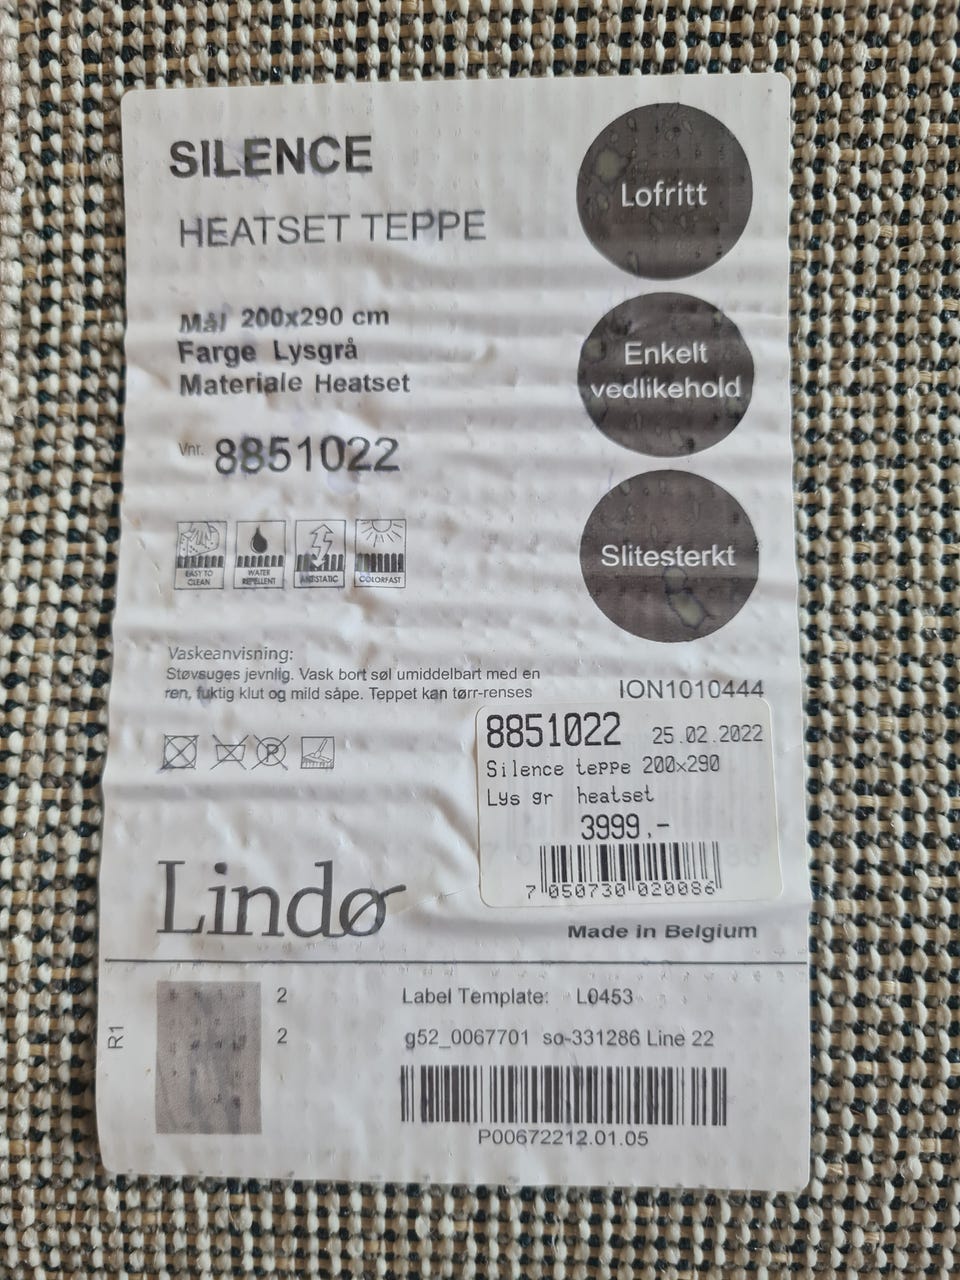 SILENCE
HEATSET TEPPE
Lofritt
Mål 200x290 cm
Farge Lysgrå
Materiale Heatset
Enkelt
vedlikehold
Vnr. 8851022
Slitesterkt
EASY TO
CLEAN
WATER
REPELLENT
ANTISTATIC
COLORFAST
Vaskeanvisning:
Støvsuges jevnlig. Vask bort søl umiddelbart med en
ren, fuktig klut og mild såpe. Teppet kan tørr-renses
P
ION1010444
8851022 25.02.2022
Silence teppe 200x290
Lys gr heatset
3999,-
7 050730 020086
Lindø
Made in Belgium
R1
2
2
Label Template: L0453
g52_0067701 so-331286 Line 22
P00672212.01.05